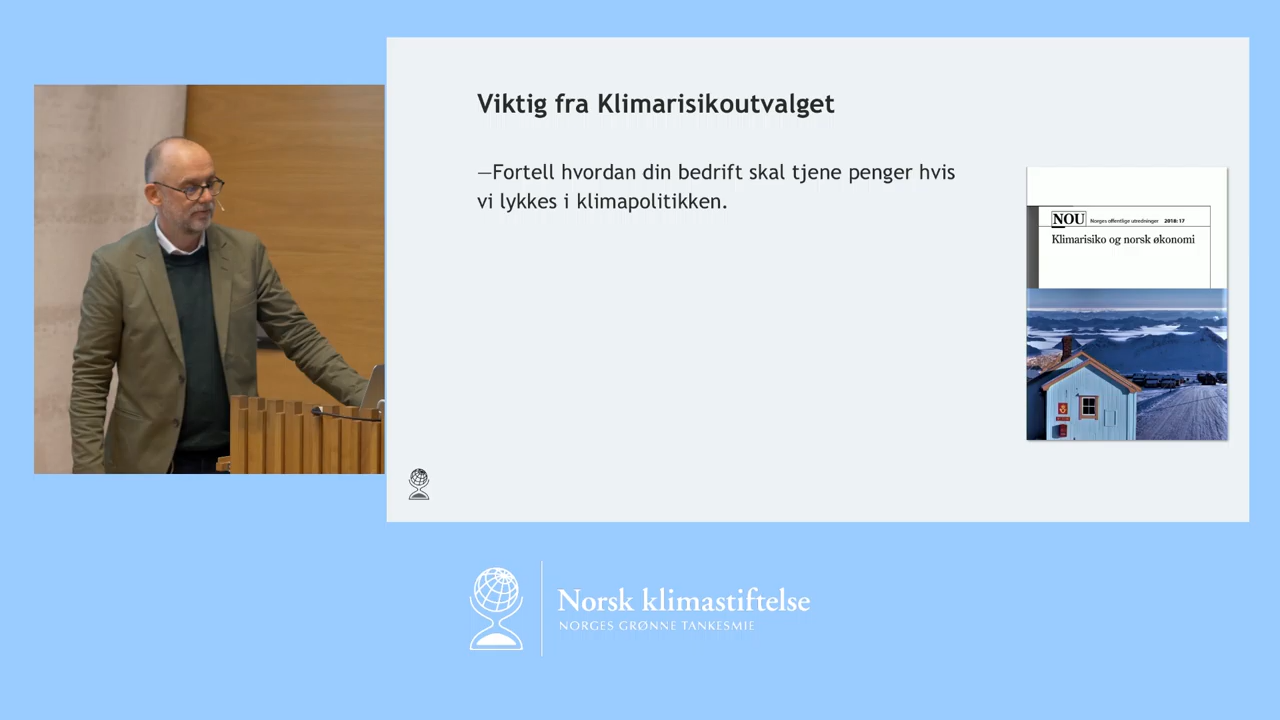 Viktig fra Klimarisikoutvalget
—Fortell hvordan din bedrift skal tjene penger hvis
vi lykkes i klimapolitikken.
NOU Norges offentlige utredninger 2018: 17
Klimarisiko og norsk økonomi
Norsk klimastiftelse
NORGES GRØNNE TANKESMIE